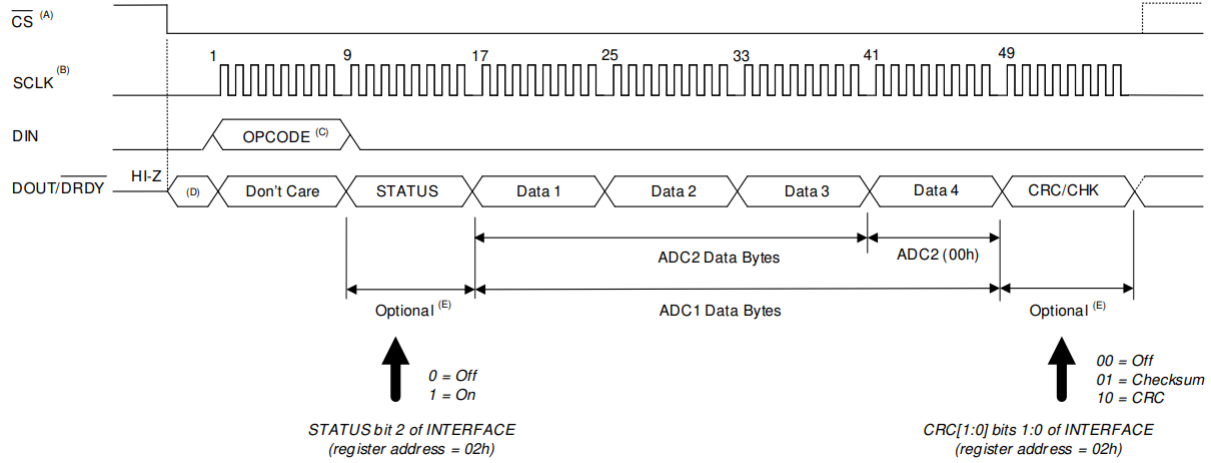 CS (A)
1 9 17 25 33 41 49
SCLK (B)
DIN OPCODE (C)
DOUT/DRDY HI-Z (D) Don't Care STATUS Data 1 Data 2 Data 3 Data 4 CRC/CHK
ADC2 Data Bytes ADC2 (00h)
Optional (E) ADC1 Data Bytes Optional (E)
0 = Off
1 = On
00 = Off
01 = Checksum
10 = CRC
STATUS bit 2 of INTERFACE
(register address = 02h)
CRC[1:0] bits 1:0 of INTERFACE
(register address = 02h)